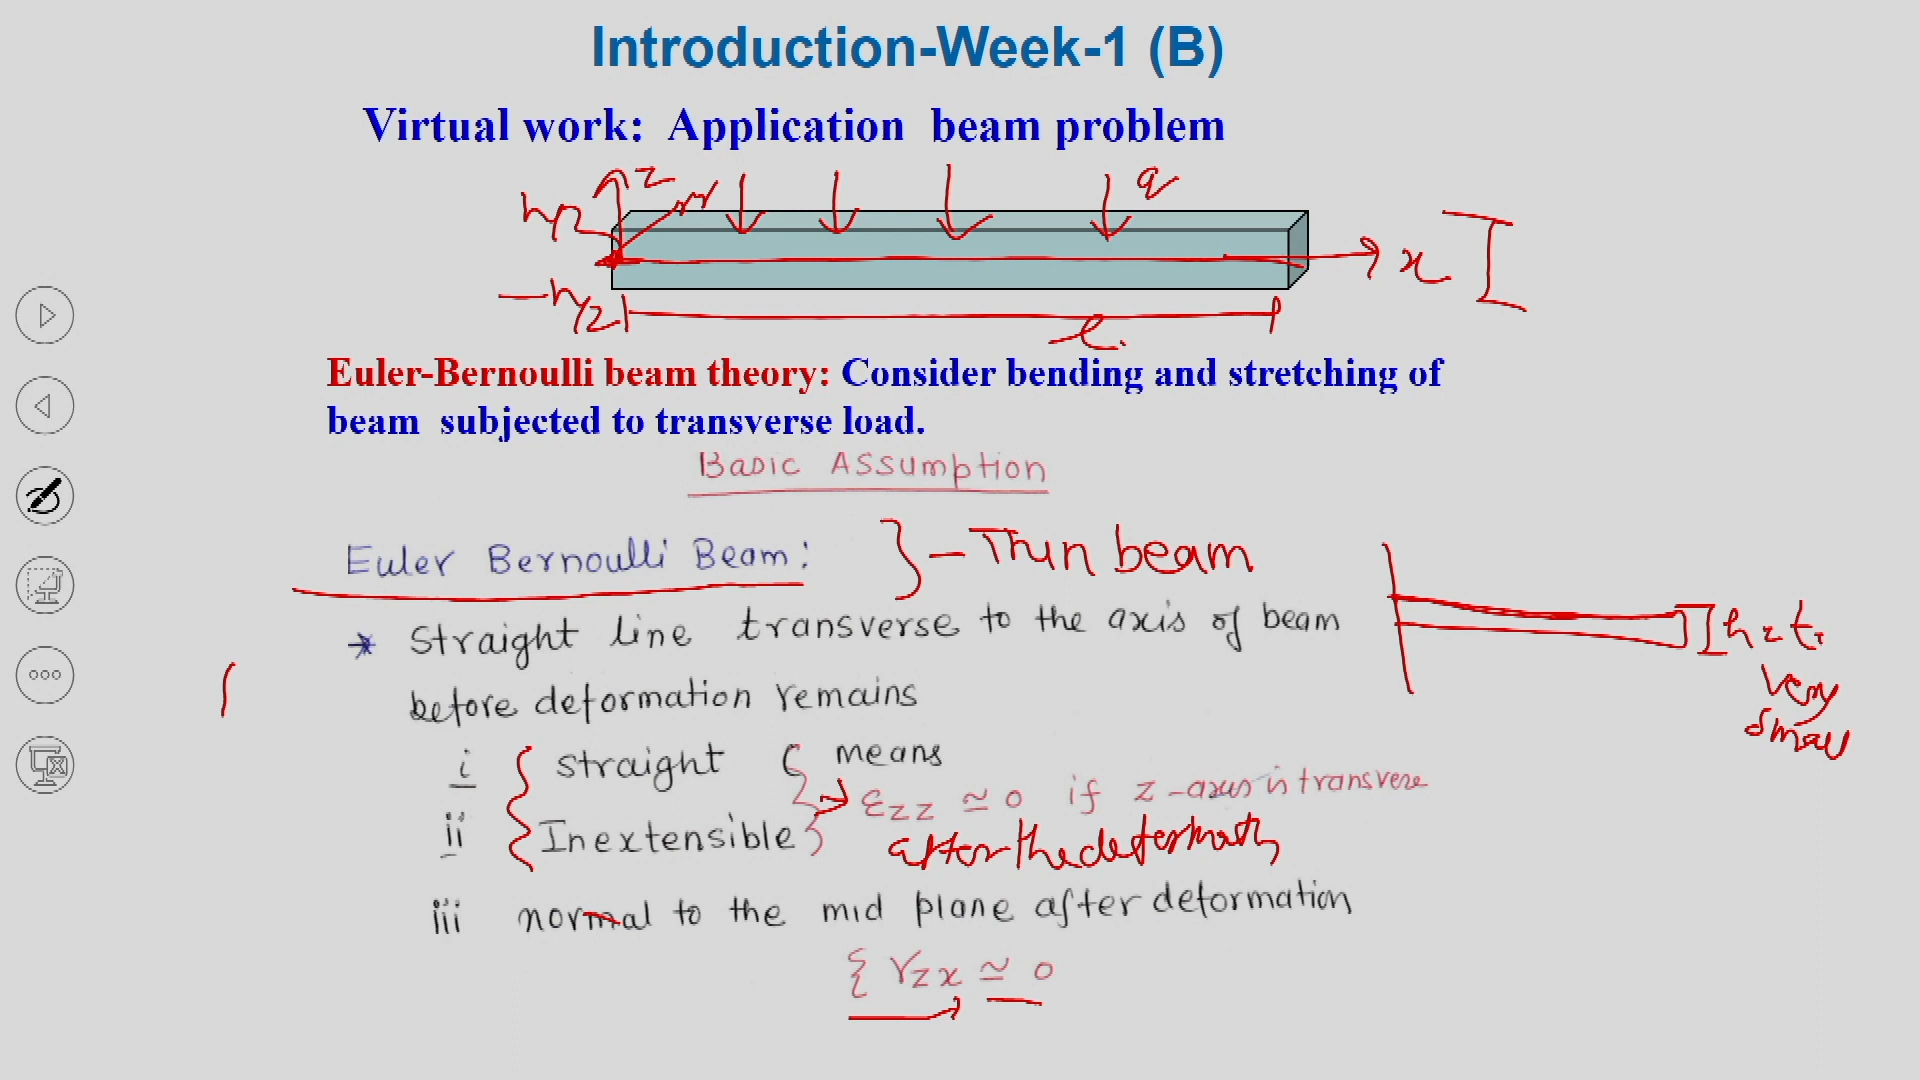 Introduction-Week-1 (B)
Virtual work: Application beam problem
z
h/2
q
x
-h/2
l
Euler-Bernoulli beam theory: Consider bending and stretching of
beam subjected to transverse load.
Basic Assumption
Euler Bernoulli Beam: } - Thin beam
* Straight line transverse to the axis of beam
before deformation remains
h = t
very
small
i straight means
εzz ≃ 0 if z-axis is transvere
ii Inextensible
after the deformation
iii normal to the mid plane after deformation
{ γzx ≃ 0